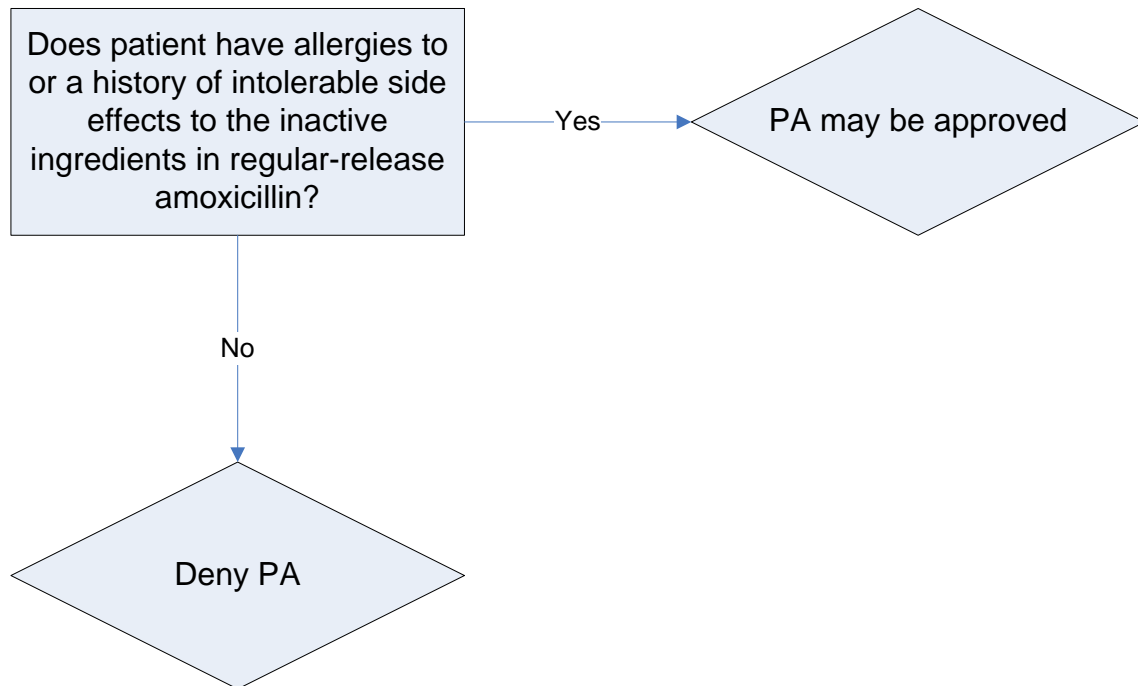 Does patient have allergies to
or a history of intolerable side
effects to the inactive
ingredients in regular-release
amoxicillin?
Yes
PA may be approved
No
Deny PA